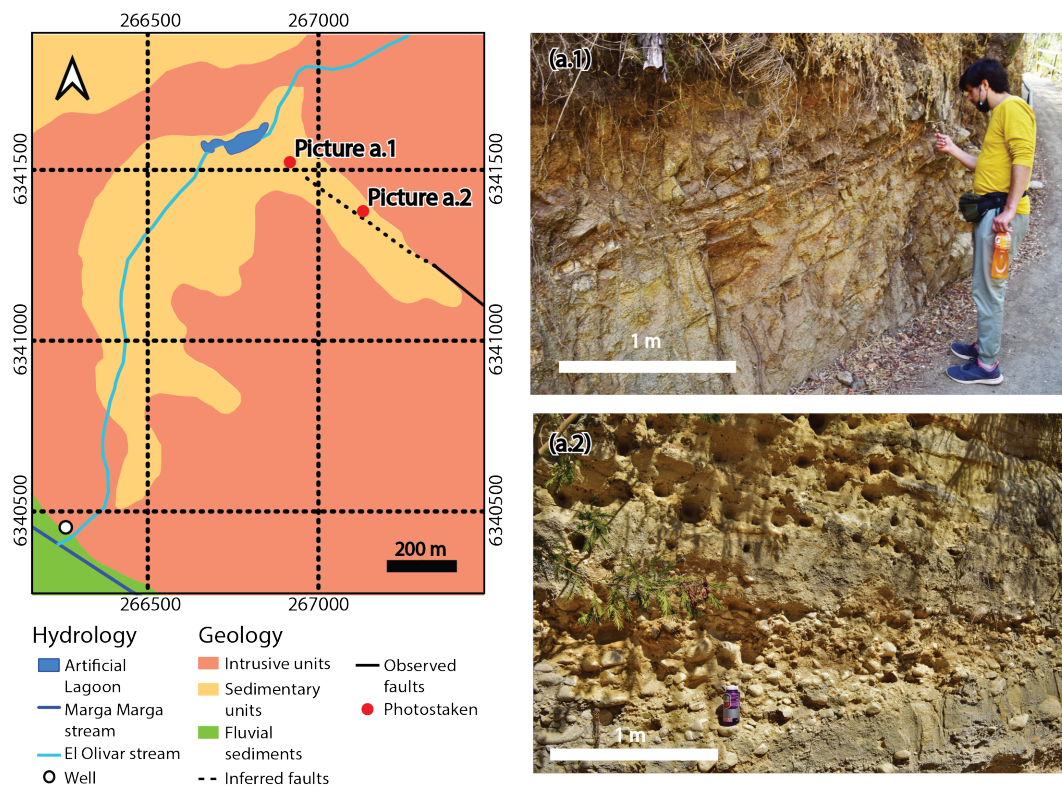 266500
267000
6341500
6341000
6340500
6341500
6341000
6340500
Picture a.1
Picture a.2
200 m
266500
267000
Hydrology
Artificial
Lagoon
Marga Marga
stream
El Olivar stream
Well
Geology
Intrusive units
Sedimentary
units
Fluvial
sediments
Inferred faults
Observed
faults
Photostaken
(a.1)
1 m
(a.2)
1 m